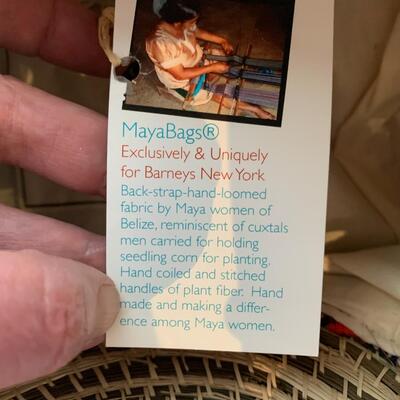 MayaBags®
Exclusively & Uniquely
for Barneys New York
Back-strap-hand-loomed
fabric by Maya women of
Belize, reminiscent of cuxtals
men carried for holding
seedling corn for planting.
Hand coiled and stitched
handles of plant fiber. Hand
made and making a differ-
ence among Maya women.